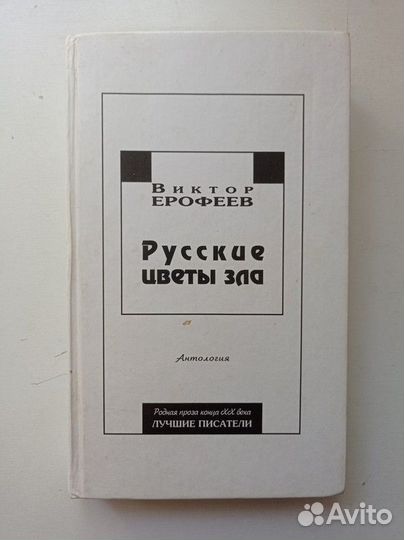 ВИКТОР
ЕРОФЕЕВ
Русские
цветы зла
Антология
Родная проза конца XX века
ЛУЧШИЕ ПИСАТЕЛИ
Avito